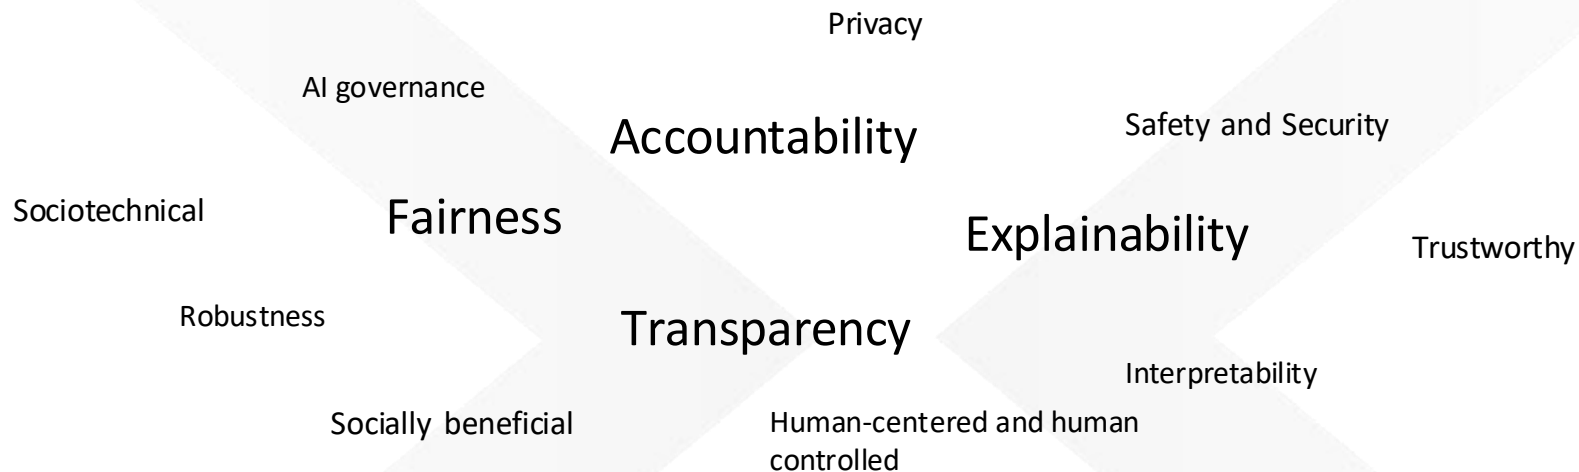 Privacy
AI governance
Accountability
Safety and Security
Sociotechnical
Fairness
Explainability
Trustworthy
Robustness
Transparency
Interpretability
Socially beneficial
Human-centered and human
controlled